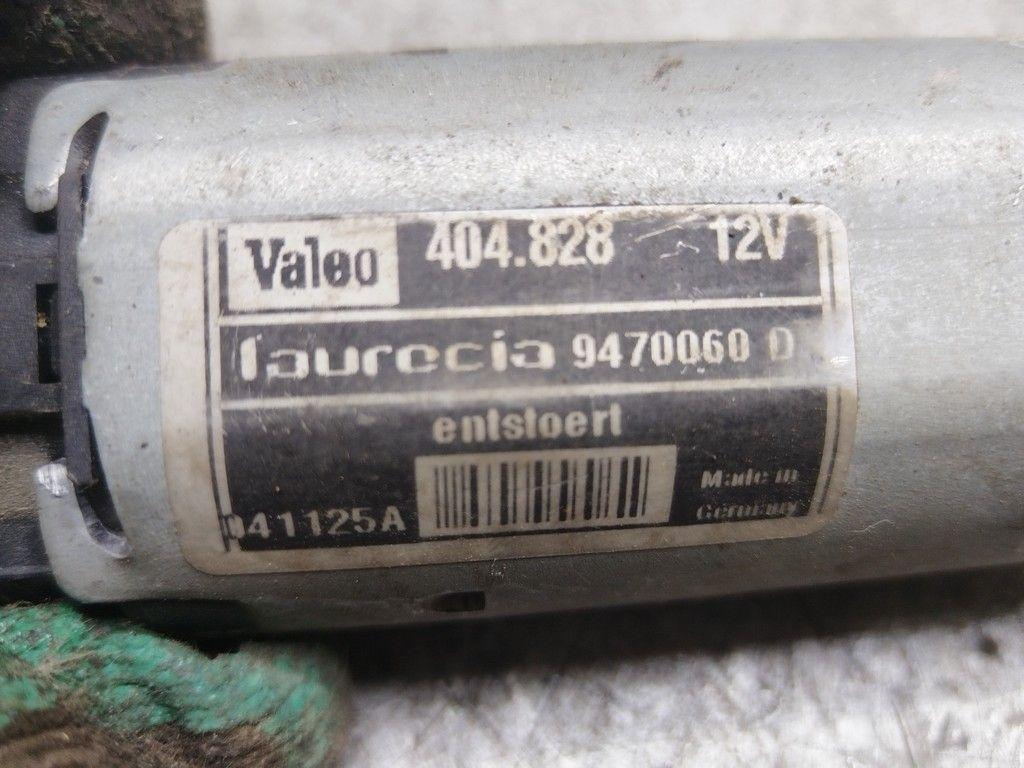 Valeo 404.828 12V
faurecia 9470060 D
entstoert
041125A
Made in
Germany